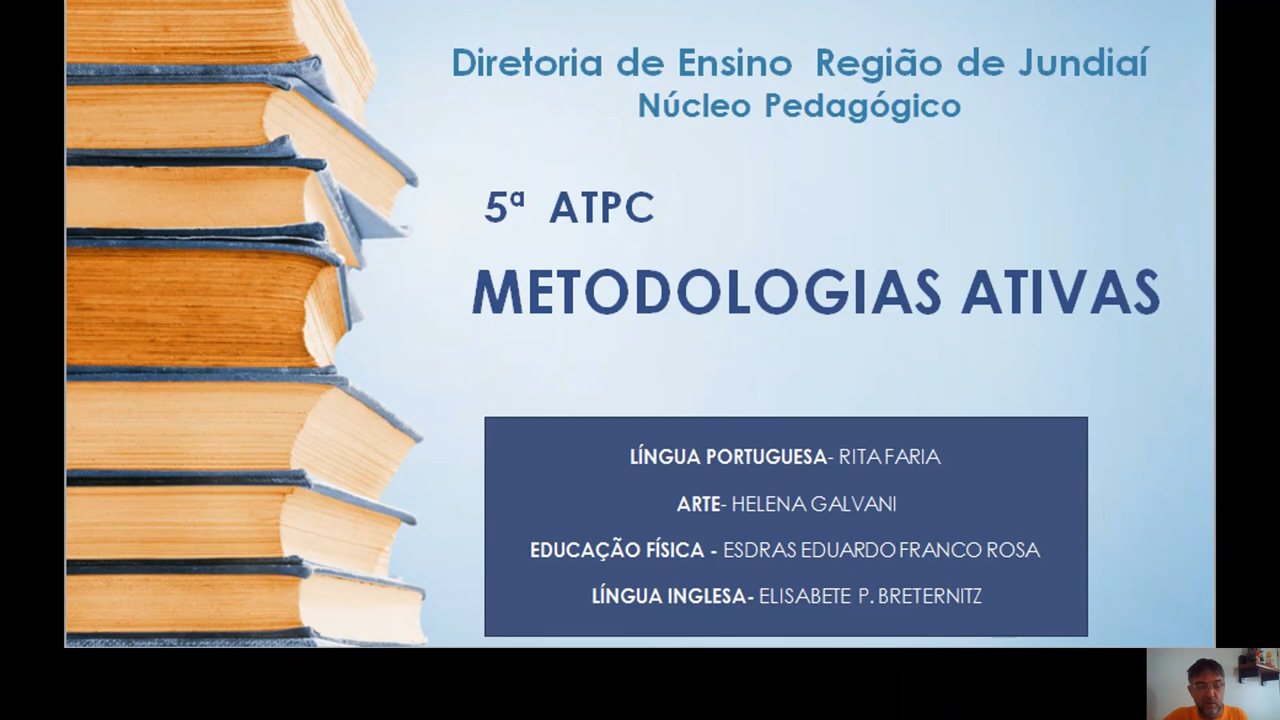 Diretoria de Ensino Região de Jundiaí
Núcleo Pedagógico
5ª ATPC
METODOLOGIAS ATIVAS
LÍNGUA PORTUGUESA- RITA FARIA
ARTE- HELENA GALVANI
EDUCAÇÃO FÍSICA - ESDRAS EDUARDO FRANCO ROSA
LÍNGUA INGLESA- ELISABETE P. BRETERNITZ